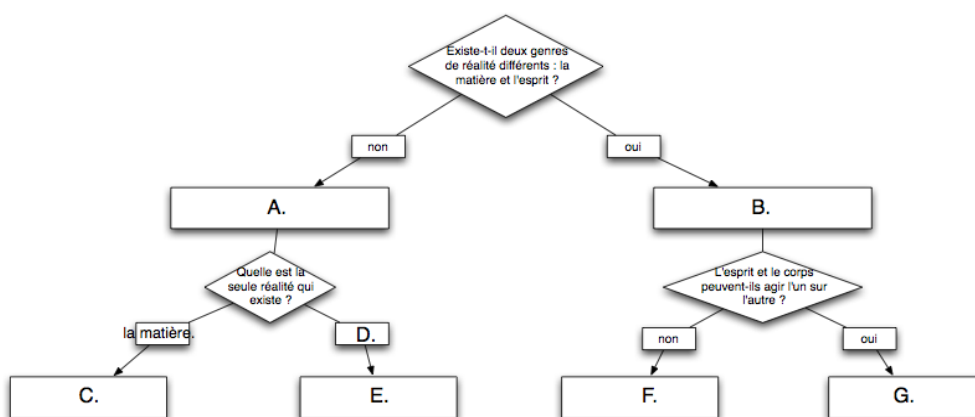 Existe-t-il deux genres
de réalité différents : la
matière et l'esprit ?
non
oui
A.
B.
Quelle est la
seule réalité qui
existe ?
L'esprit et le corps
peuvent-ils agir l'un sur
l'autre ?
la matière.
D.
non
oui
C.
E.
F.
G.